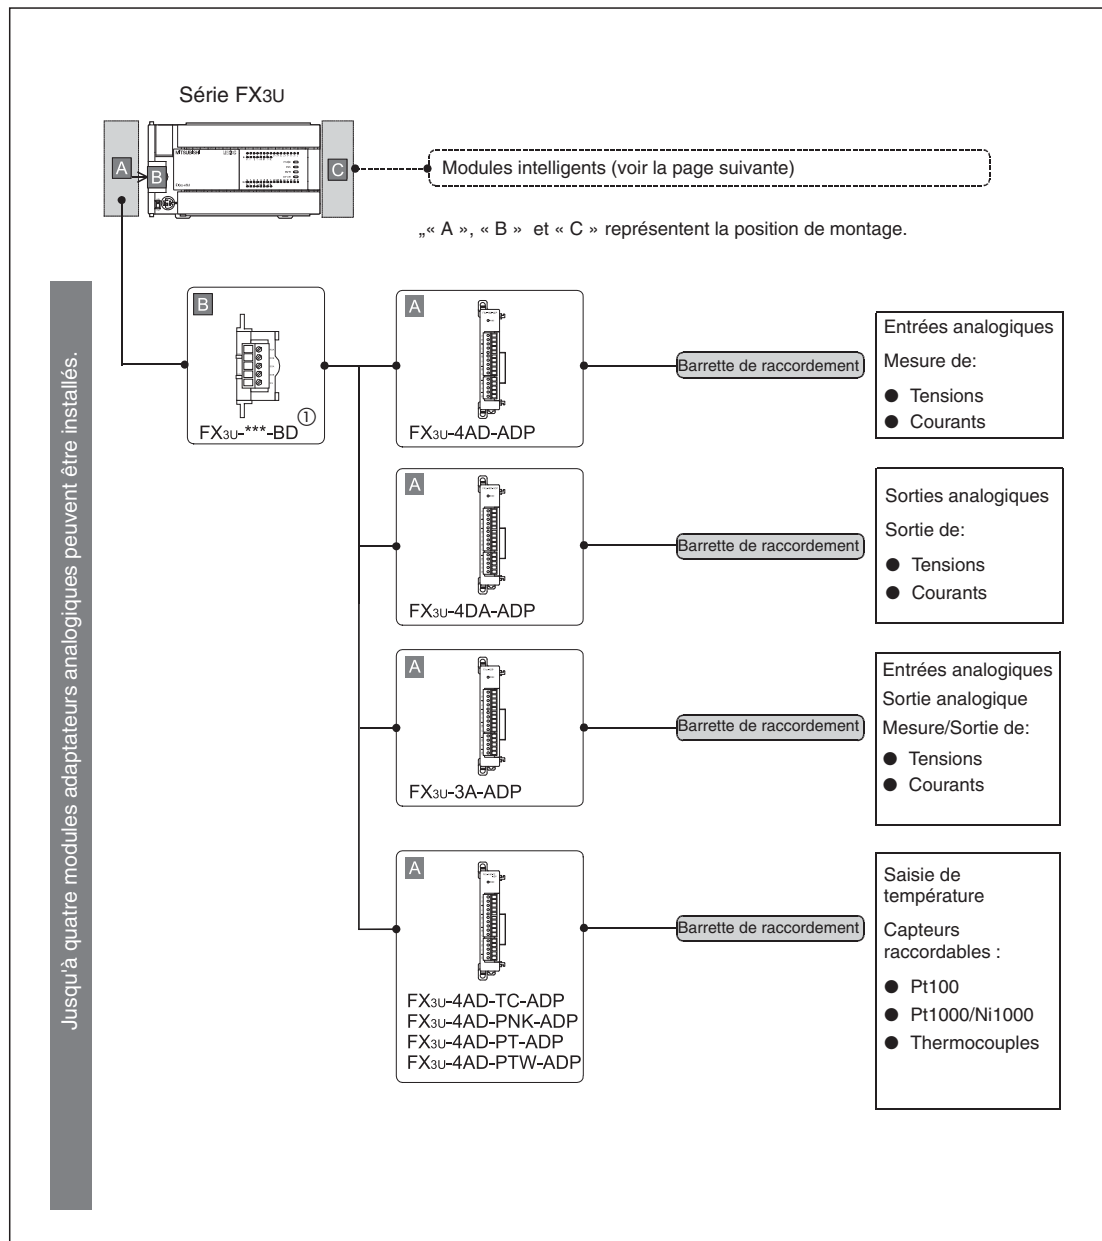 Série FX3U
A
B
C
MITSUBISHI
Modules intelligents (voir la page suivante)
„« A », « B » et « C » représentent la position de montage.
Jusqu'à quatre modules adaptateurs analogiques peuvent être installés.
B
FX3U-***-BD
①
A
FX3U-4AD-ADP
Barrette de raccordement
Entrées analogiques
Mesure de:
● Tensions
● Courants
A
FX3U-4DA-ADP
Barrette de raccordement
Sorties analogiques
Sortie de:
● Tensions
● Courants
A
FX3U-3A-ADP
Barrette de raccordement
Entrées analogiques
Sortie analogique
Mesure/Sortie de:
● Tensions
● Courants
A
FX3U-4AD-TC-ADP
FX3U-4AD-PNK-ADP
FX3U-4AD-PT-ADP
FX3U-4AD-PTW-ADP
Barrette de raccordement
Saisie de
température
Capteurs
raccordables :
● Pt100
● Pt1000/Ni1000
● Thermocouples